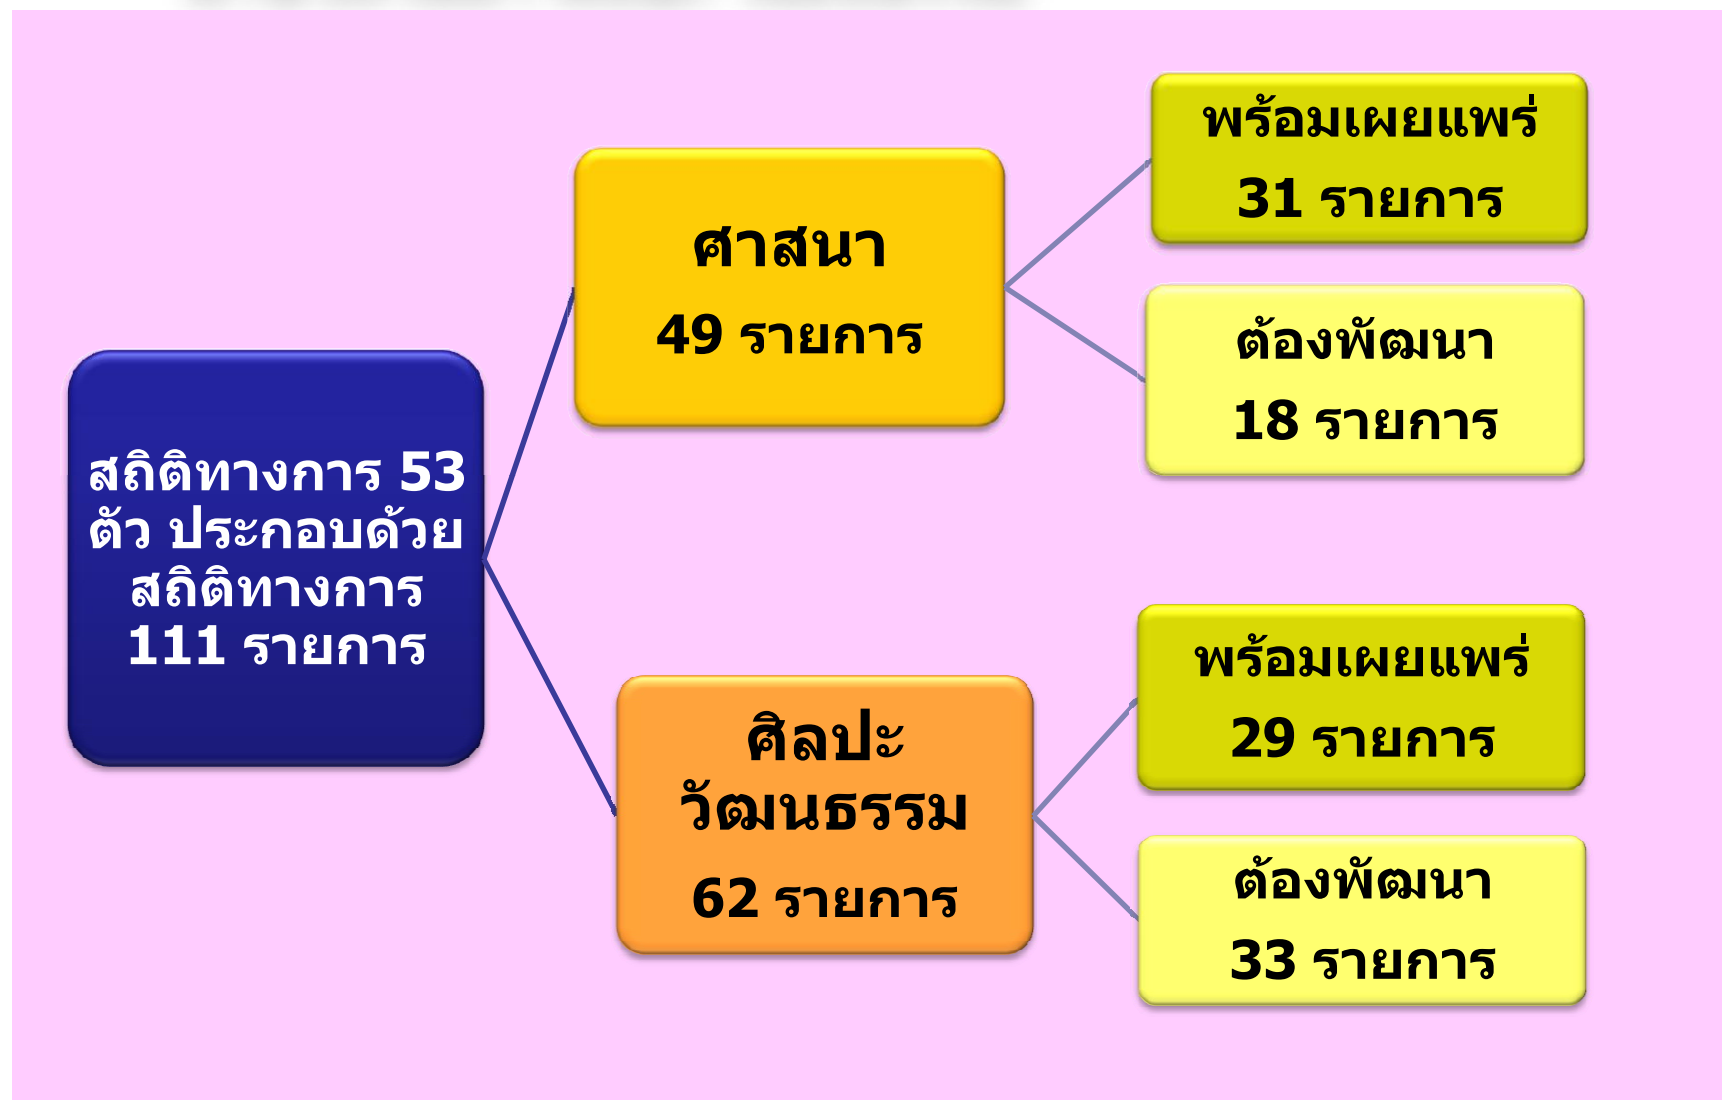 สถิติทางการ 53
ตัว ประกอบด้วย
สถิติทางการ
111 รายการ
ศาสนา
49 รายการ
พร้อมเผยแพร่
31 รายการ
ต้องพัฒนา
18 รายการ
ศิลปะ
วัฒนธรรม
62 รายการ
พร้อมเผยแพร่
29 รายการ
ต้องพัฒนา
33 รายการ